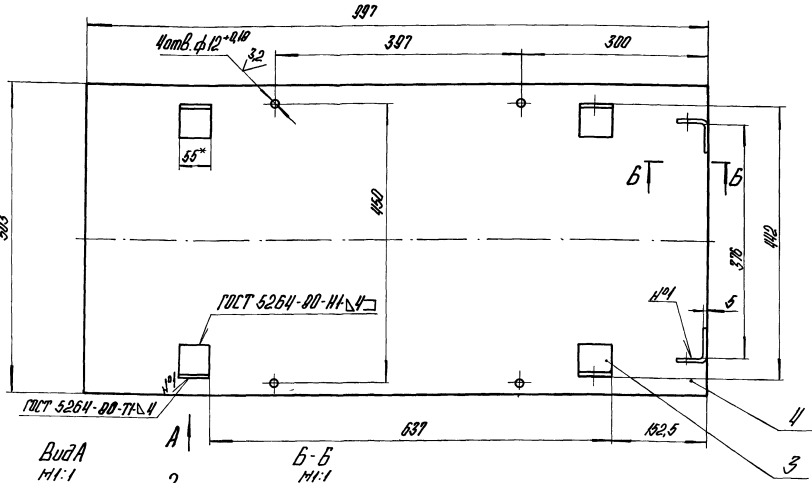 997
4отв. ф12 +0,18
3,2
397
300
55*
450
Б
Б
503
442
376
5
№1
ГОСТ 5264-80-Н1-⊿4
№1
ГОСТ 5264-80-Т1-⊿4
637
152,5
4
3
А
Вид А
М1:1
2
Б-Б
М1:1